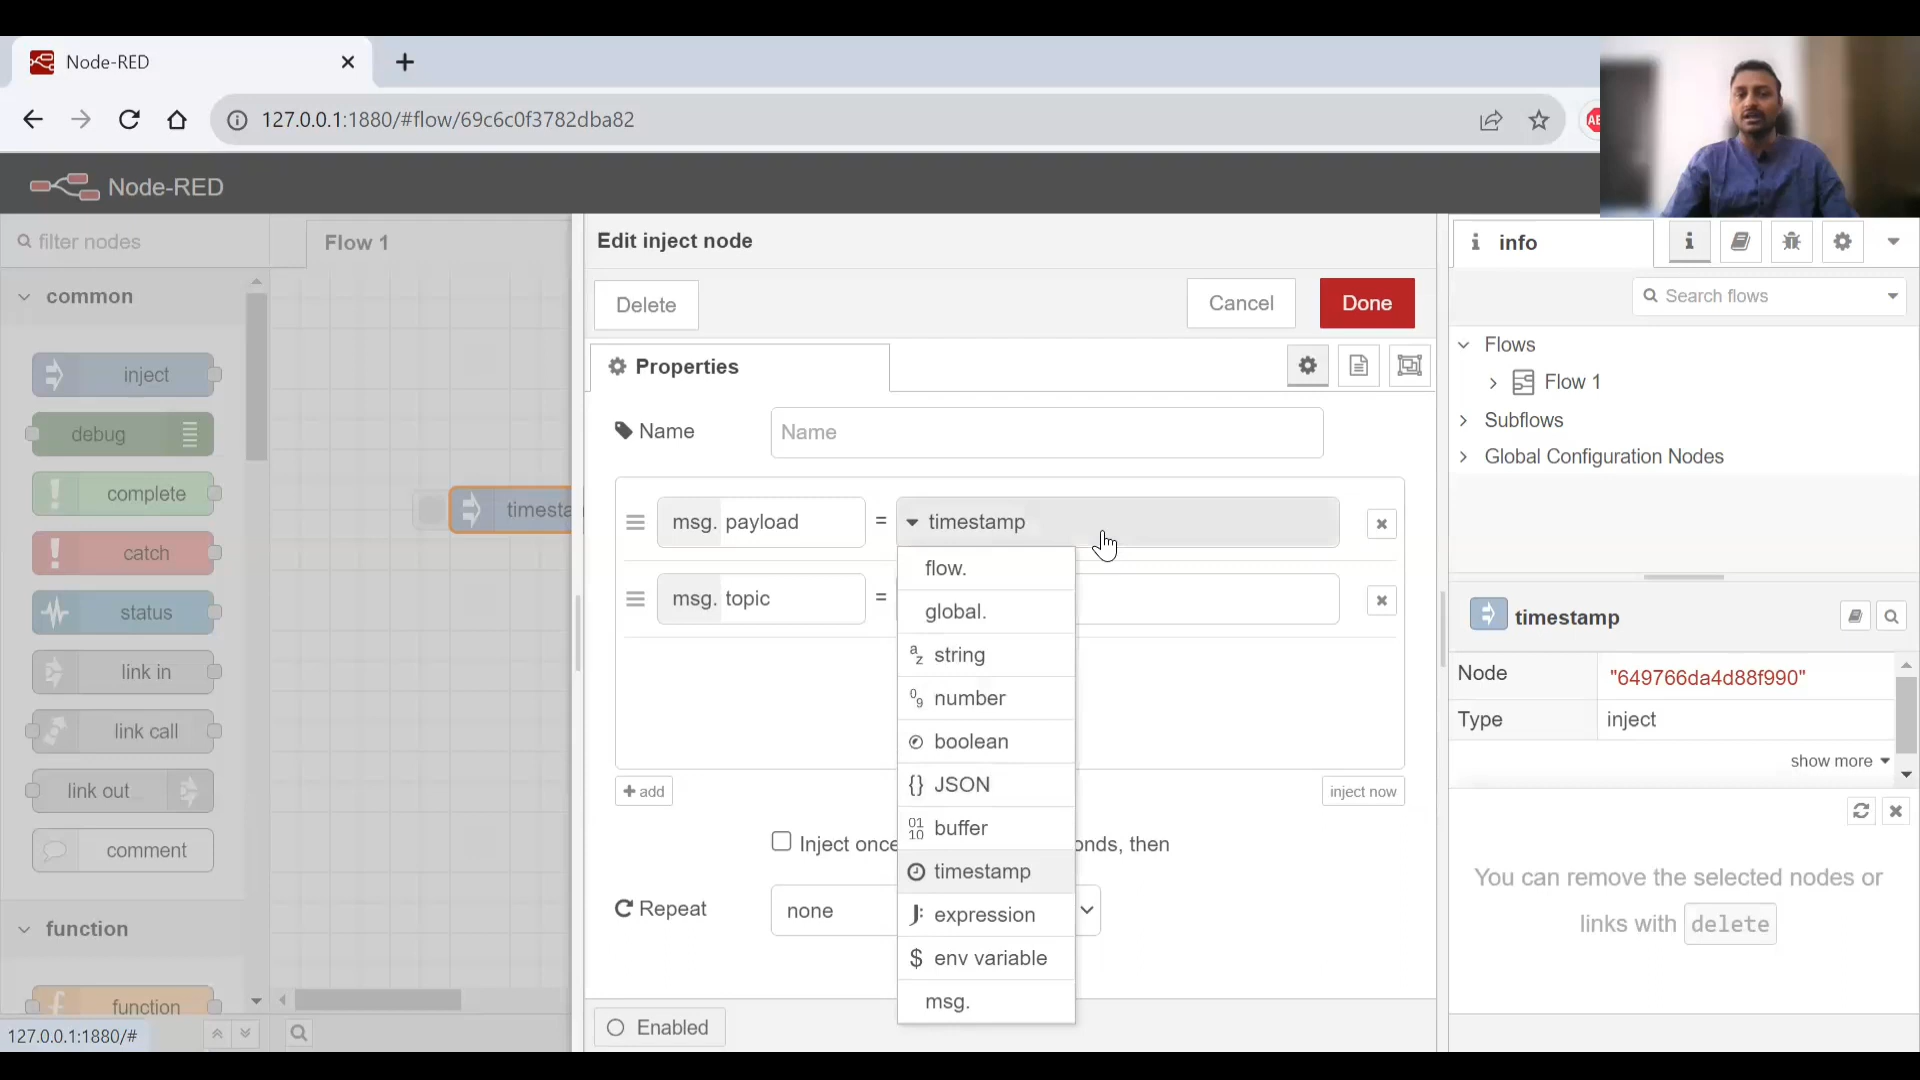 Node-RED
127.0.0.1:1880/#flow/69c6c0f3782dba82
Node-RED
filter nodes
Flow 1
common
inject
debug
complete
catch
status
link in
link call
link out
comment
function
function
127.0.0.1:1880/#
timesta
Edit inject node
Delete
Cancel
Done
Properties
Name
Name
msg. payload
=
timestamp
msg. topic
=
flow.
global.
string
number
boolean
JSON
buffer
timestamp
expression
env variable
msg.
add
inject now
Inject once
onds, then
Repeat
none
Enabled
info
Search flows
Flows
Flow 1
Subflows
Global Configuration Nodes
timestamp
Node
"649766da4d88f990"
Type
inject
show more
You can remove the selected nodes or
links with delete